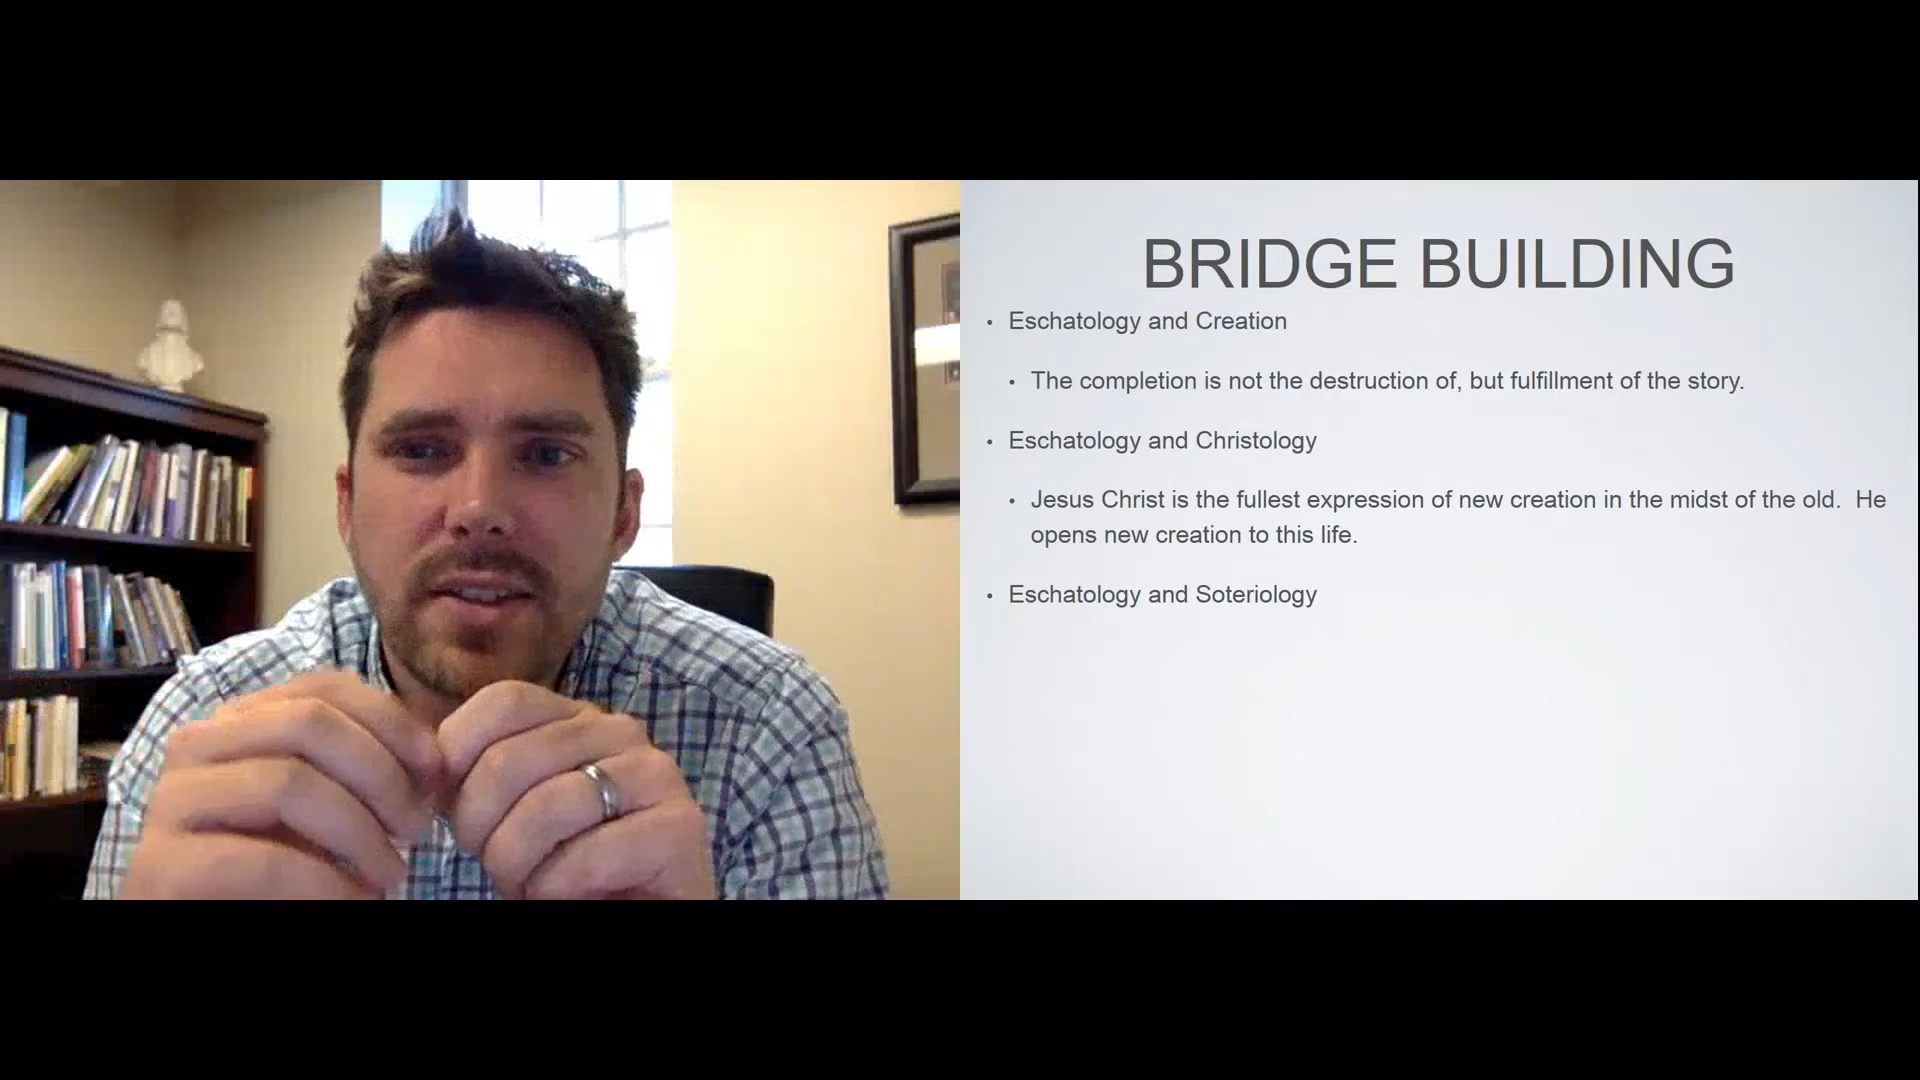 BRIDGE BUILDING
• Eschatology and Creation
• The completion is not the destruction of, but fulfillment of the story.
• Eschatology and Christology
• Jesus Christ is the fullest expression of new creation in the midst of the old.  He
opens new creation to this life.
• Eschatology and Soteriology